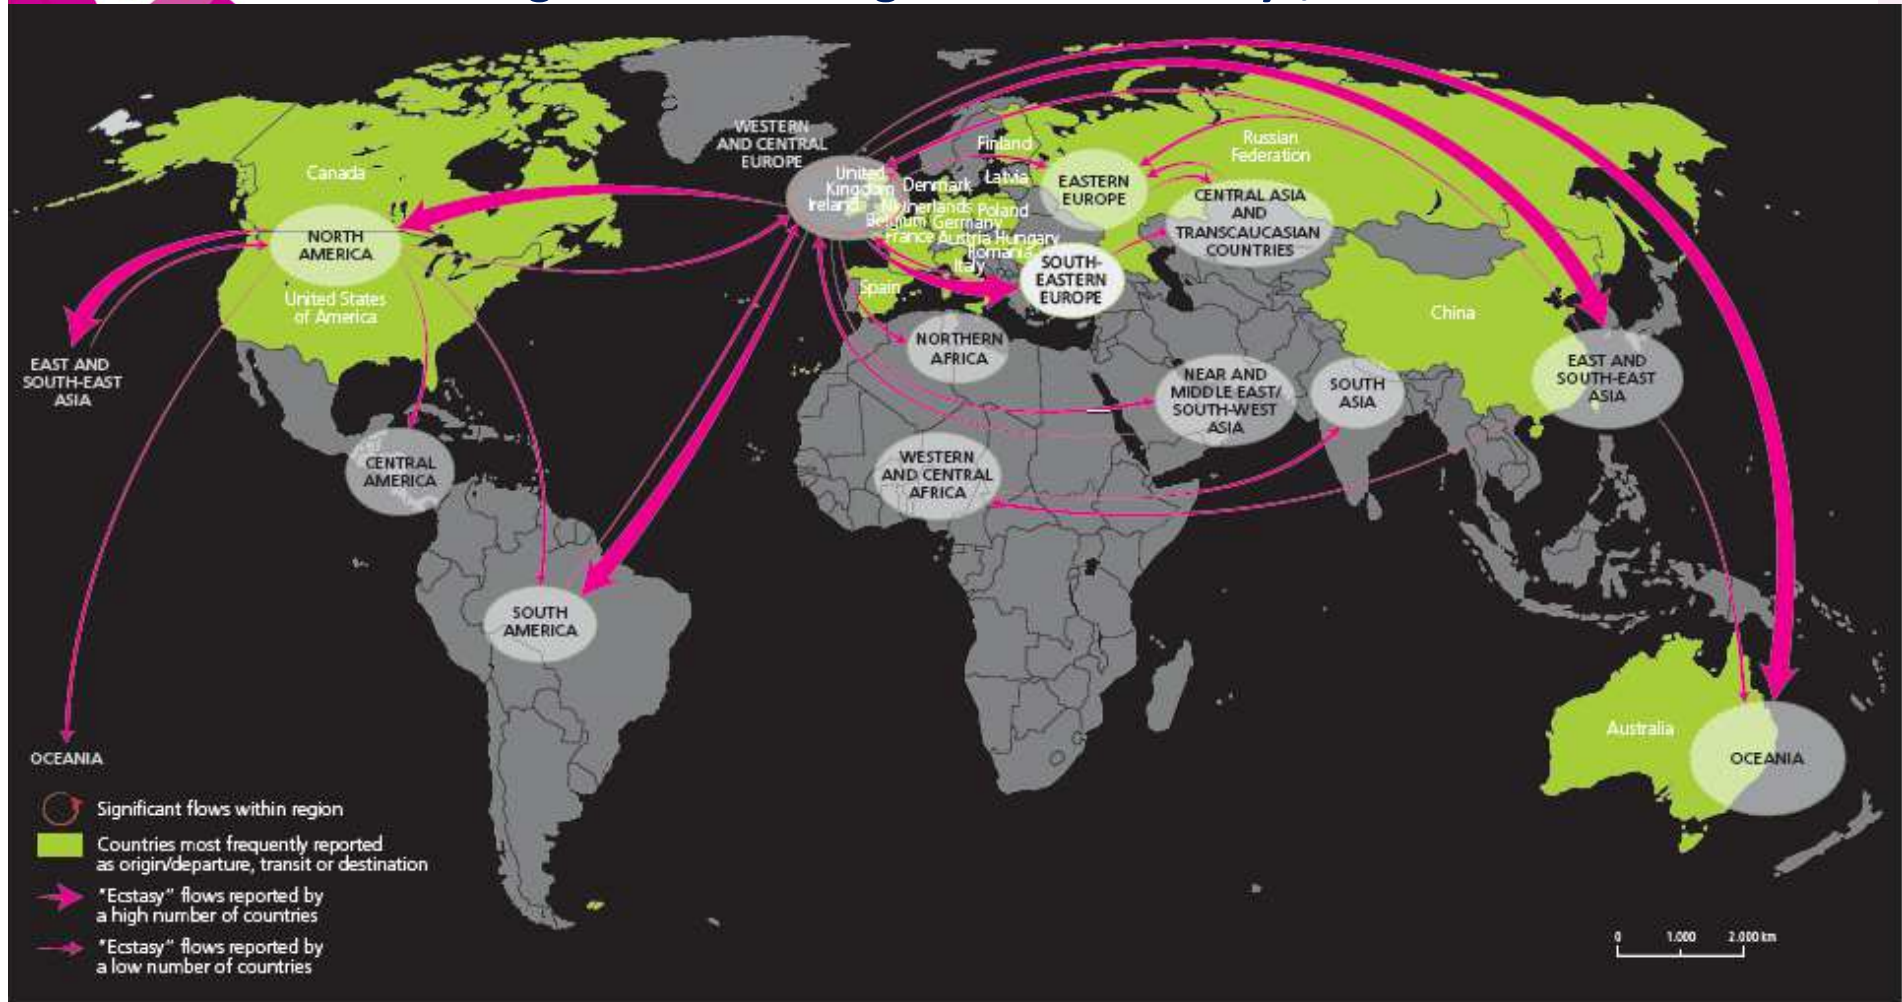 WESTERN
AND CENTRAL
EUROPE
Canada
NORTH
AMERICA
United States
of America
EAST AND
SOUTH-EAST
ASIA
CENTRAL
AMERICA
SOUTH
AMERICA
OCEANIA
United
Kingdom
Ireland
Denmark
Netherlands
Belgium
Germany
Poland
France
Austria
Hungary
Romania
Italy
Spain
Finland
Latvia
Russian
Federation
EASTERN
EUROPE
CENTRAL ASIA
AND
TRANSCAUCASIAN
COUNTRIES
SOUTH-
EASTERN
EUROPE
NORTHERN
AFRICA
NEAR AND
MIDDLE EAST/
SOUTH-WEST
ASIA
SOUTH
ASIA
China
EAST AND
SOUTH-EAST
ASIA
WESTERN
AND CENTRAL
AFRICA
Australia
OCEANIA
Significant flows within region
Countries most frequently reported
as origin/departure, transit or destination
"Ecstasy" flows reported by
a high number of countries
"Ecstasy" flows reported by
a low number of countries
0 1.000 2.000 km